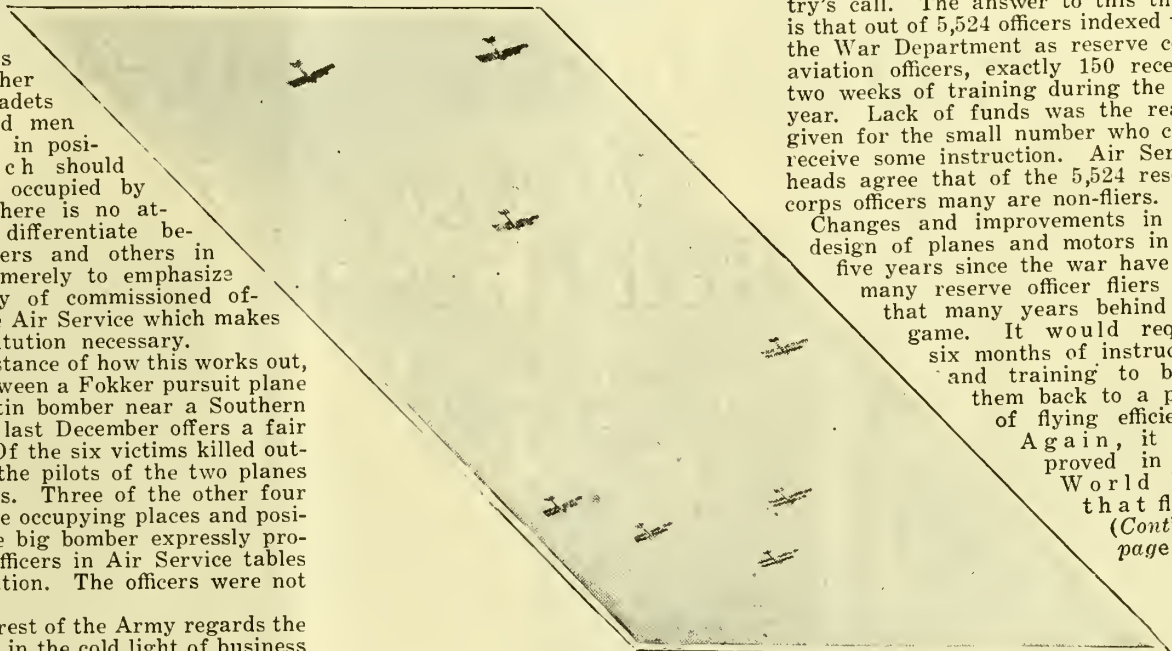 s
her
adets
d men
in posi-
ch should
occupied by
here is no at-
differentiate be-
ers and others in
merely to emphasize
y of commissioned of-
e Air Service which makes
tution necessary.
stance of how this works out,
ween a Fokker pursuit plane
tin bomber near a Southern
last December offers a fair
Of the six victims killed out-
the pilots of the two planes
s. Three of the other four
e occupying places and posi-
e big bomber expressly pro-
fficers in Air Service tables
tion. The officers were not
rest of the Army regards the
in the cold light of business
try's call. The answer to this
is that out of 5,524 officers indexed
the War Department as reserve c
aviation officers, exactly 150 rece
two weeks of training during the
year. Lack of funds was the rea
given for the small number who c
receive some instruction. Air Ser
heads agree that of the 5,524 res
corps officers many are non-fliers.
Changes and improvements in
design of planes and motors in
five years since the war have
many reserve officer fliers
that many years behind
game. It would req
six months of instruc
and training to b
them back to a p
of flying efficie
Again, it
proved in
World
that fl
(Cont
page